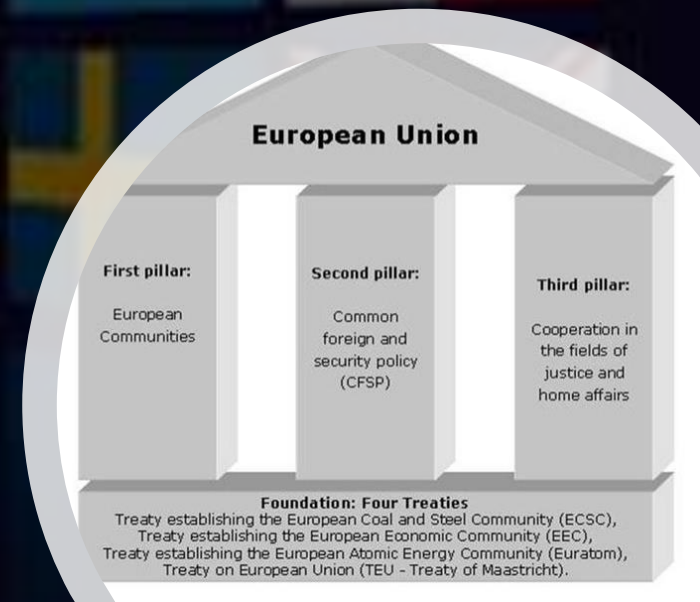 European Union
First pillar:
European
Communities
Second pillar:
Common
foreign and
security policy
(CFSP)
Third pillar:
Cooperation in
the fields of
justice and
home affairs
Foundation: Four Treaties
Treaty establishing the European Coal and Steel Community (ECSC),
Treaty establishing the European Economic Community (EEC),
Treaty establishing the European Atomic Energy Community (Euratom),
Treaty on European Union (TEU - Treaty of Maastricht).